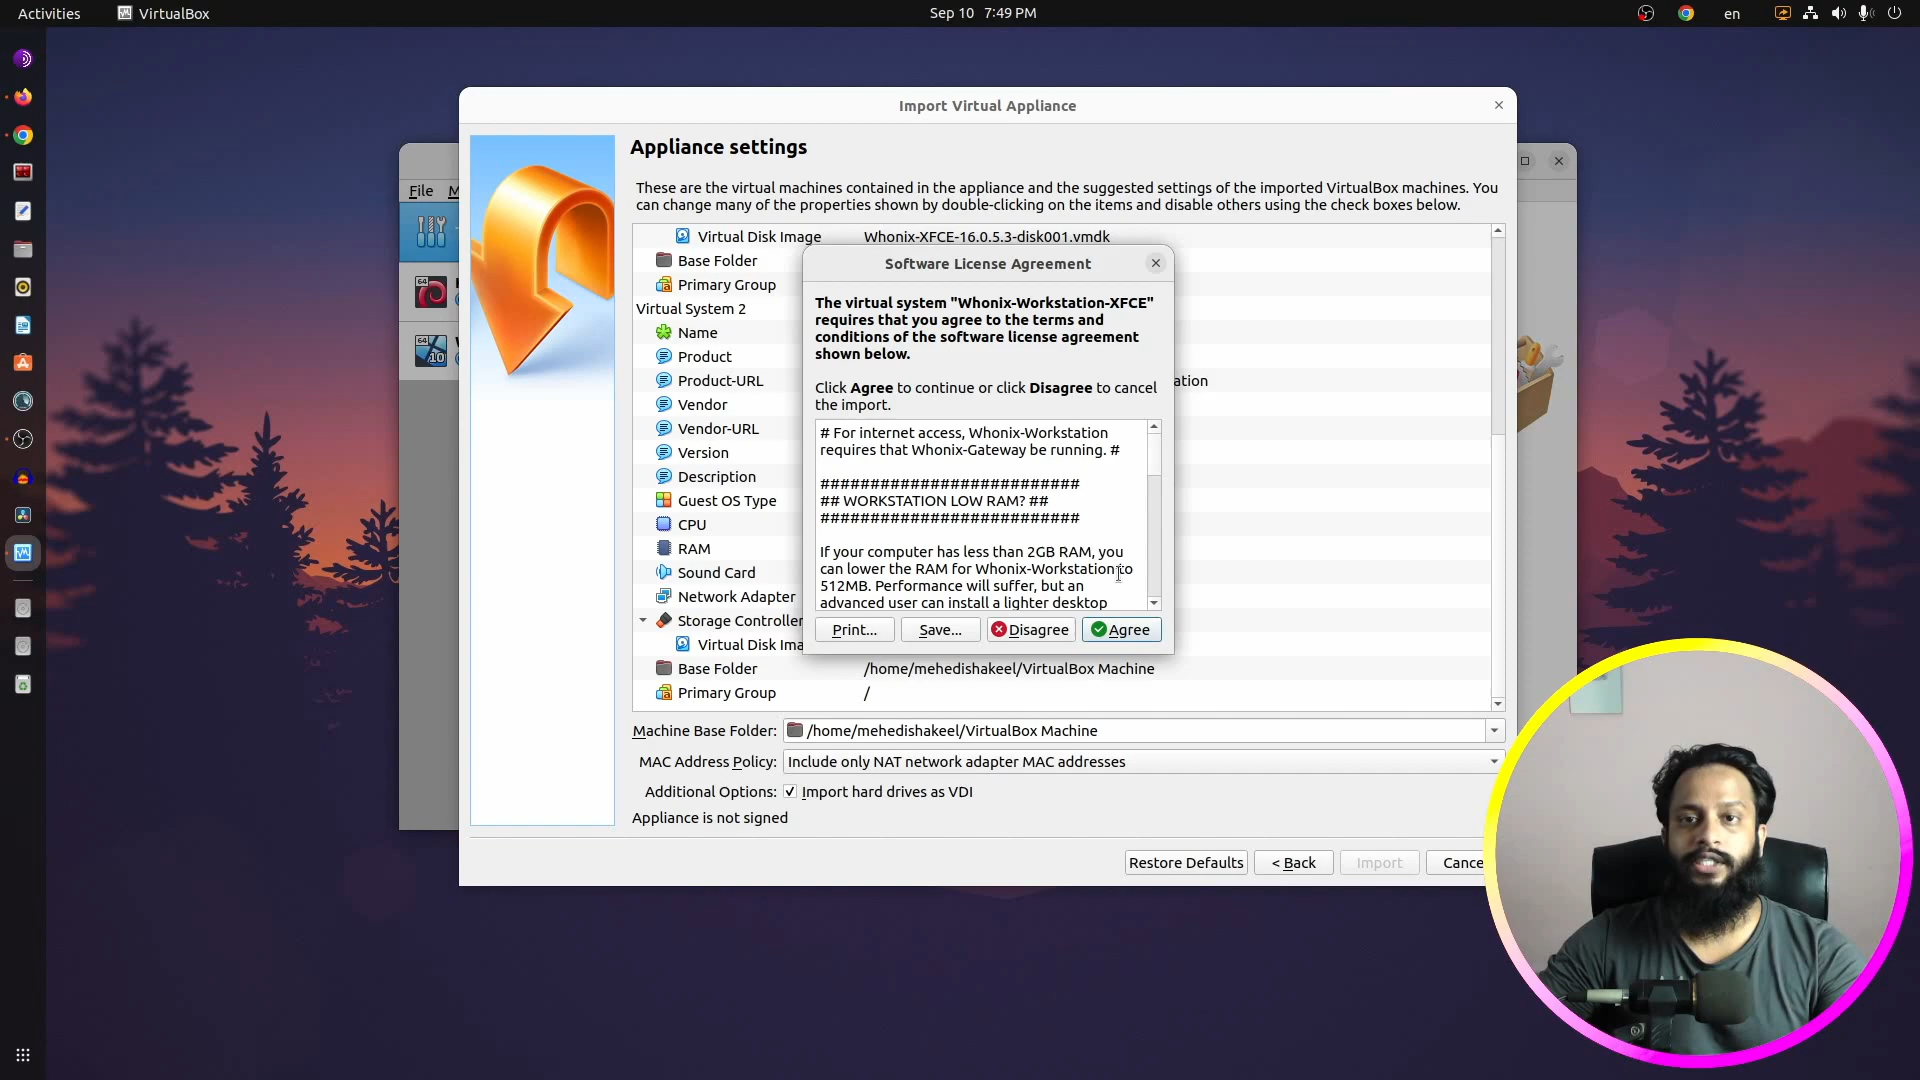 Activities VirtualBox Sep 10 7:49 PM en
Import Virtual Appliance
File M
Appliance settings
These are the virtual machines contained in the appliance and the suggested settings of the imported VirtualBox machines. You
can change many of the properties shown by double-clicking on the items and disable others using the check boxes below.
Virtual Disk Image Whonix-XFCE-16.0.5.3-disk001.vmdk
Base Folder
Primary Group
Virtual System 2
Name
Product
Product-URL ation
Vendor
Vendor-URL
Version
Description
Guest OS Type
CPU
RAM
Sound Card
Network Adapter
Storage Controller
Virtual Disk Ima
Base Folder /home/mehedishakeel/VirtualBox Machine
Primary Group /
Software License Agreement
The virtual system "Whonix-Workstation-XFCE"
requires that you agree to the terms and
conditions of the software license agreement
shown below.
Click Agree to continue or click Disagree to cancel
the import.
# For internet access, Whonix-Workstation
requires that Whonix-Gateway be running. #
##########################
## WORKSTATION LOW RAM? ##
##########################
If your computer has less than 2GB RAM, you
can lower the RAM for Whonix-Workstation to
512MB. Performance will suffer, but an
advanced user can install a lighter desktop
Print... Save... Disagree Agree
Machine Base Folder: /home/mehedishakeel/VirtualBox Machine
MAC Address Policy: Include only NAT network adapter MAC addresses
Additional Options: Import hard drives as VDI
Appliance is not signed
Restore Defaults < Back Import Cance